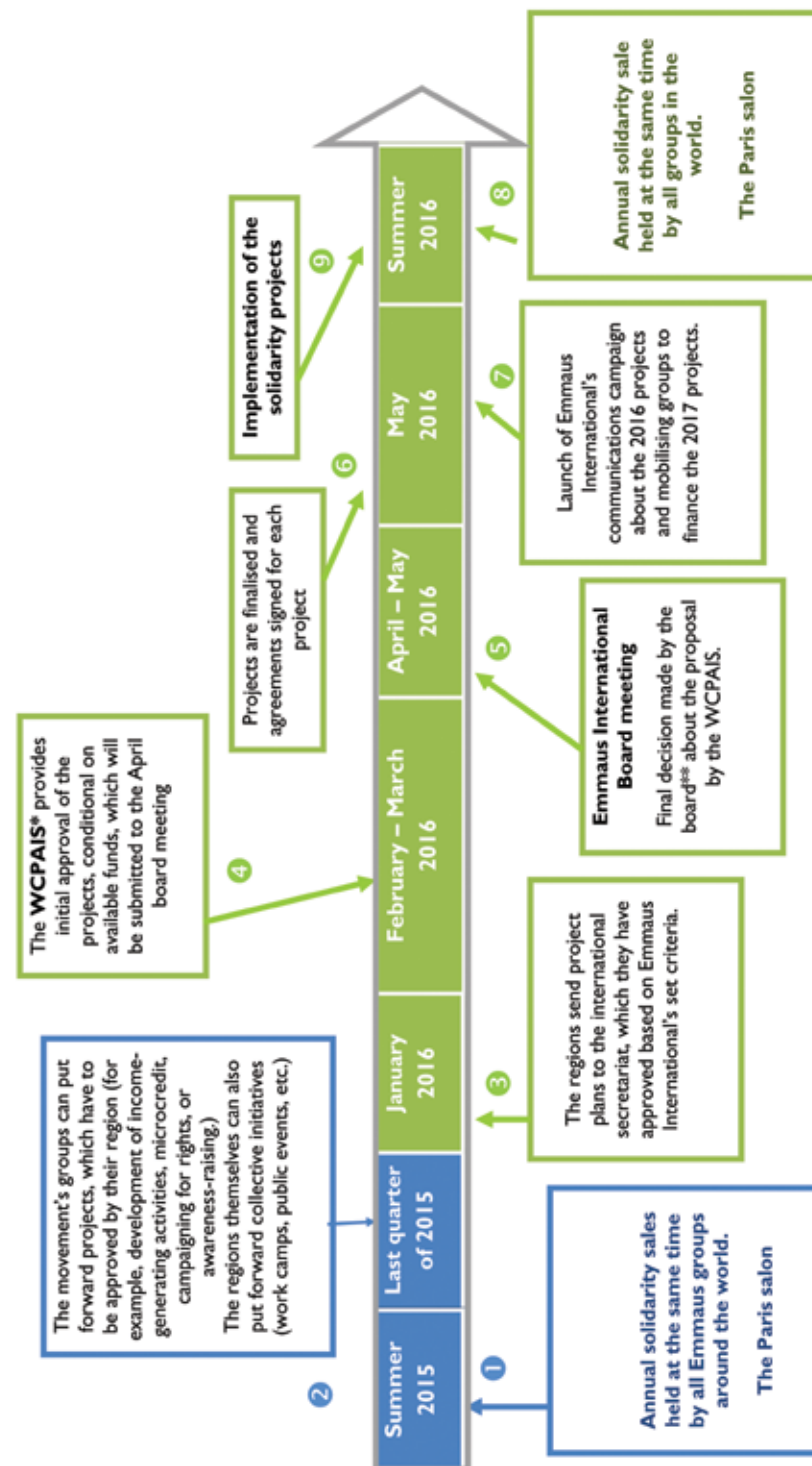 The movement's groups can put
forward projects, which have to
be approved by their region (for
example, development of income-
generating activities, microcredit,
campaigning for rights, or
awareness-raising.)
The regions themselves can also
put forward collective initiatives
(work camps, public events, etc.)
The WCPAIS* provides
initial approval of the
projects, conditional on
available funds, which will
be submitted to the April
board meeting
Projects are finalised and
agreements signed for each
project
Implementation of the
solidarity projects
2
4
6
9
Summer
2015
Last quarter
of 2015
January
2016
February – March
2016
April – May
2016
May
2016
Summer
2016
1
3
5
7
8
Annual solidarity sales
held at the same time
by all Emmaus groups
around the world.
The Paris salon
The regions send project
plans to the international
secretariat, which they have
approved based on Emmaus
International's set criteria.
Emmaus International
Board meeting
Final decision made by the
board** about the proposal
by the WCPAIS.
Launch of Emmaus
International's
communications campaign
about the 2016 projects
and mobilising groups to
finance the 2017 projects.
Annual solidarity sale
held at the same time
by all groups in the
world.
The Paris salon